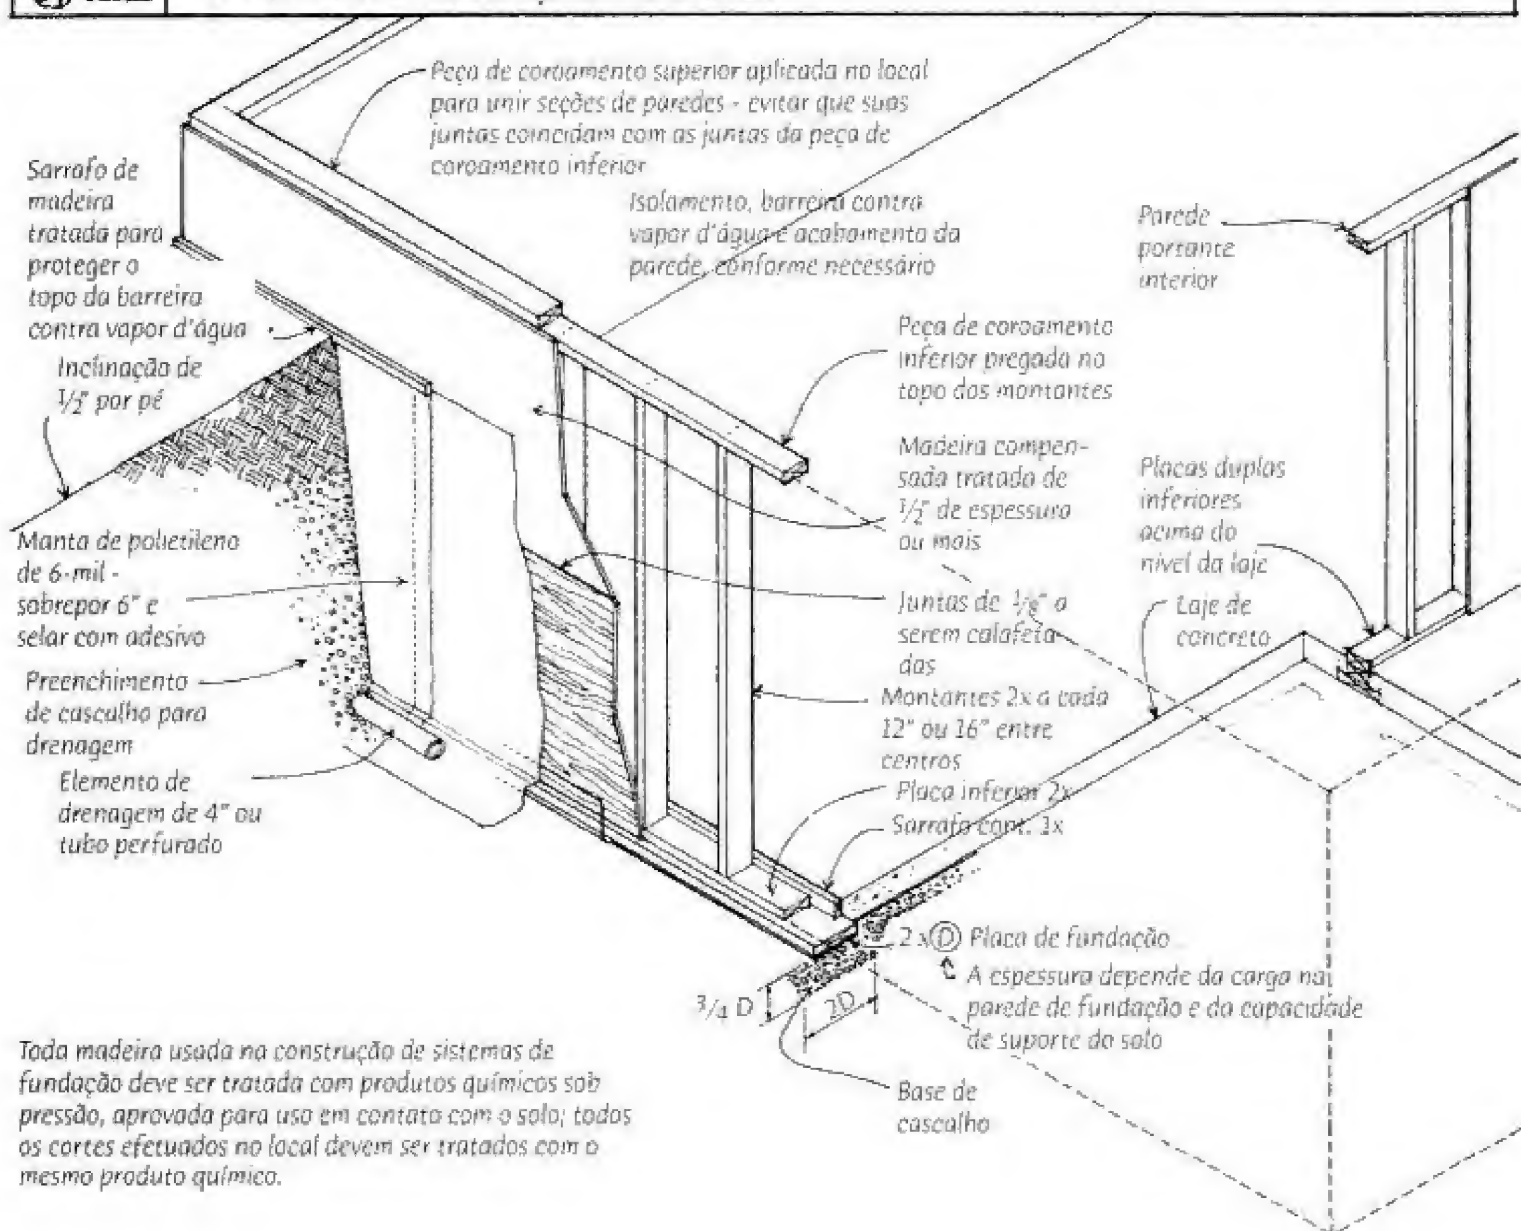 Peça de coroamento superior aplicada no local
para unir seções de paredes - evitar que suas
juntas coincidam com as juntas da peça de
coroamento inferior
Sarrafo de
madeira
tratada para
proteger o
topo da barreira
contra vapor d'água
Isolamento, barreira contra
vapor d'água e acabamento da
parede, conforme necessário
Parede
portante
interior
Inclinação de
1/2" por pé
Peça de coroamento
inferior pregada no
topo dos montantes
Madeira compen-
sada tratada de
1/2" de espessura
ou mais
Placas duplas
inferiores
acima do
nível da laje
Manta de polietileno
de 6-mil -
sobrepor 6" e
selar com adesivo
Juntas de 1/8" a
serem calafeta-
das
Laje de
concreto
Preenchimento
de cascalho para
drenagem
Montantes 2x a cada
12" ou 16" entre
centros
Elemento de
drenagem de 4" ou
tubo perfurado
Placa inferior 2x
Sarrafo cont. 1x
2 x D Placa de fundação
A espessura depende da carga na
parede de fundação e da capacidade
de suporte do solo
3/4 D
2D
Base de
cascalho
Toda madeira usada na construção de sistemas de
fundação deve ser tratada com produtos químicos sob
pressão, aprovada para uso em contato com o solo; todos
os cortes efetuados no local devem ser tratados com o
mesmo produto químico.